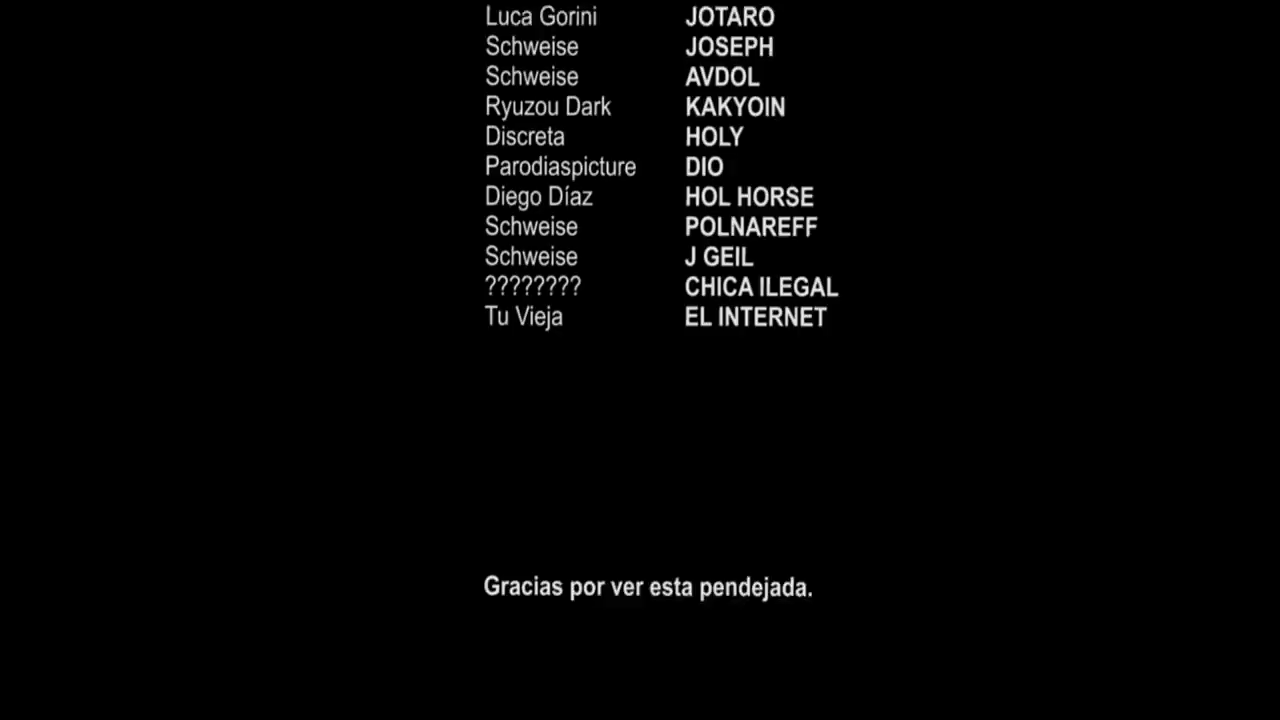 Luca Gorini JOTARO
Schweise JOSEPH
Schweise AVDOL
Ryuzou Dark KAKYOIN
Discreta HOLY
Parodiaspicture DIO
Diego Díaz HOL HORSE
Schweise POLNAREFF
Schweise J GEIL
???????? CHICA ILEGAL
Tu Vieja EL INTERNET
Gracias por ver esta pendejada.